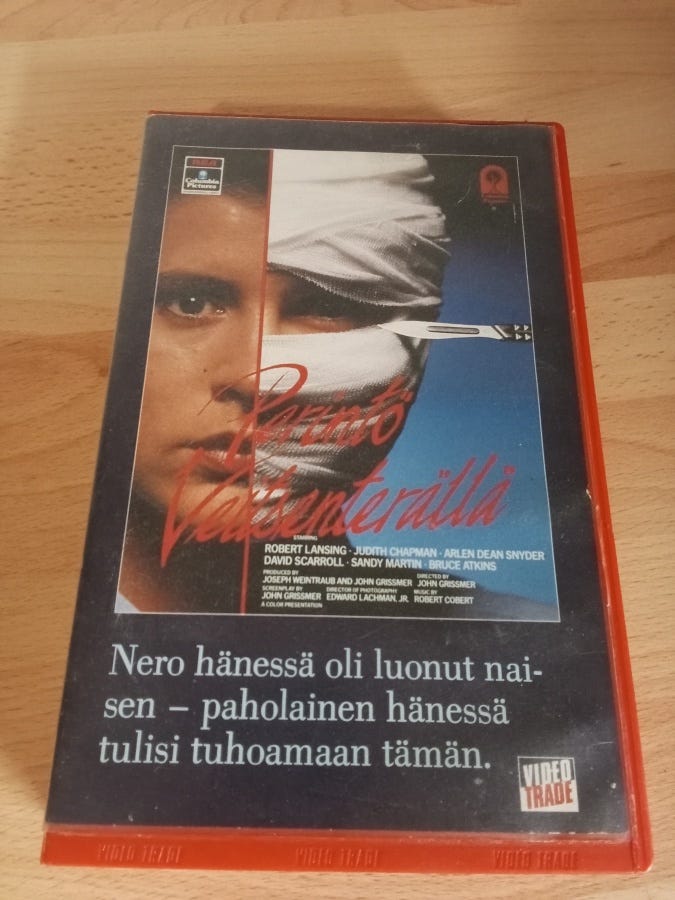 RCA
Columbia
Pictures
Perintö
Veitsenterällä
STARRING
ROBERT LANSING · JUDITH CHAPMAN · ARLEN DEAN SNYDER
DAVID SCARROLL · SANDY MARTIN · BRUCE ATKINS
PRODUCED BY
JOSEPH WEINTRAUB AND JOHN GRISSMER
DIRECTED BY
JOHN GRISSMER
SCREENPLAY BY
JOHN GRISSMER
DIRECTOR OF PHOTOGRAPHY
EDWARD LACHMAN, JR.
MUSIC BY
ROBERT COBERT
A COLOR PRESENTATION
Nero hänessä oli luonut nai-
sen – paholainen hänessä
tulisi tuhoamaan tämän.
VIDEO
TRADE
VIDEO TRADE VIDEO TRADE VIDEO TRADE